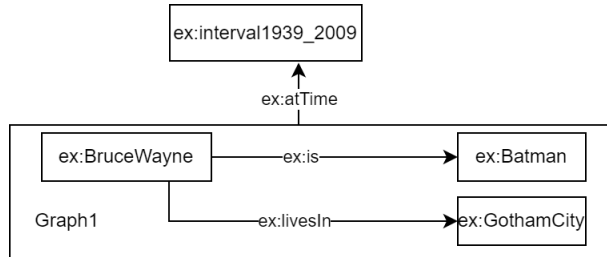 ex:interval1939_2009
ex:atTime
ex:BruceWayne
ex:is
ex:Batman
Graph1
ex:livesIn
ex:GothamCity